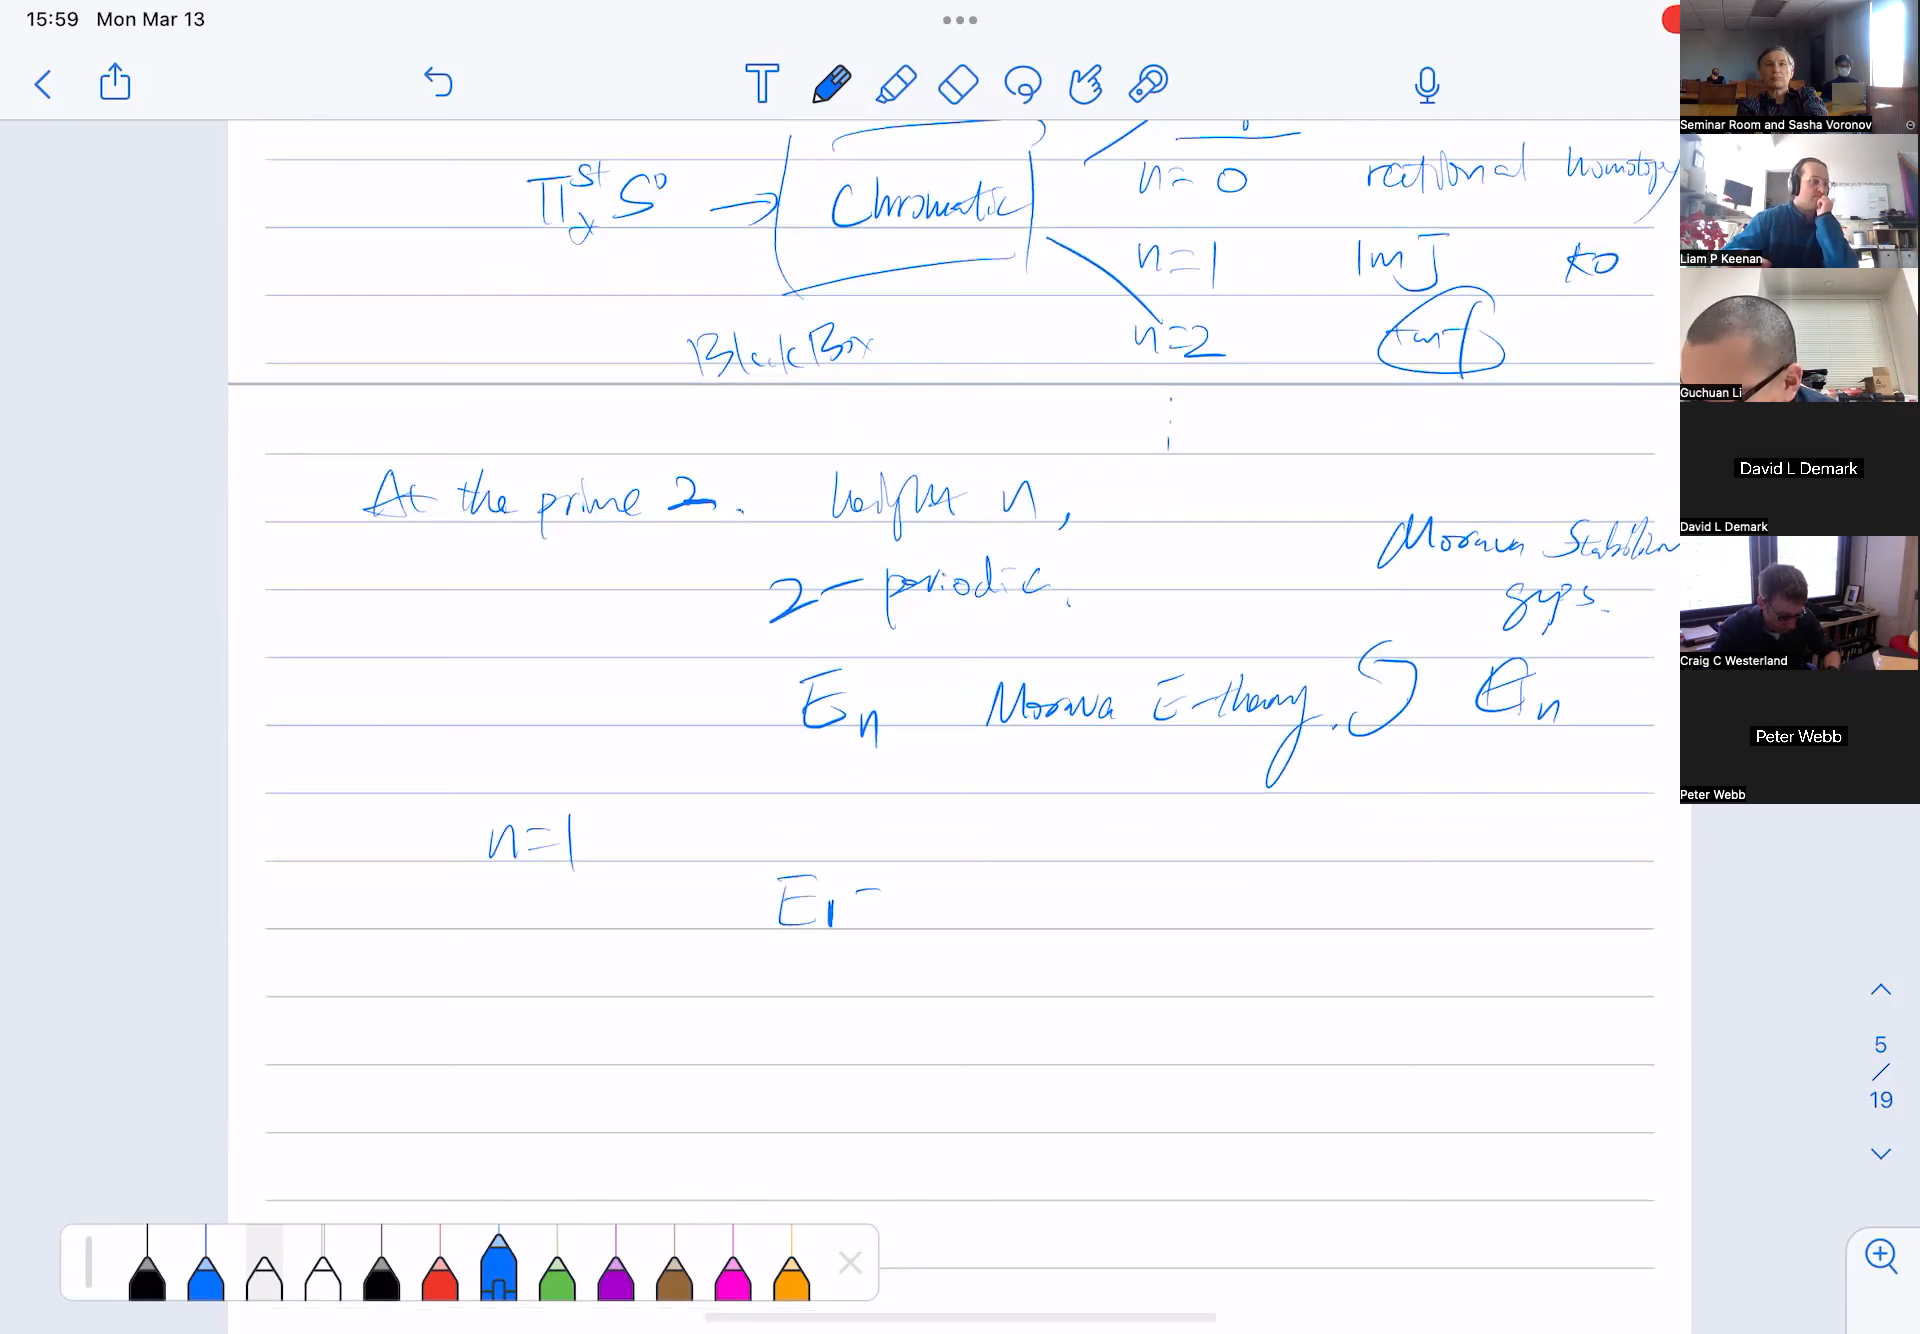 15:59 Mon Mar 13
Seminar Room and Sasha Voronov
Liam P Keenan
Guchuan Li
David L Demark
David L Demark
Craig C Westerland
Peter Webb
Peter Webb
π_*^{st} S^0 → Chromatic
n=0 rational homotopy
n=1 Im J KO
Black Box n=2 tmf
At the prime 2. height n,
2-periodic.
Morava Stabilizer
gps.
E_n Morava E-theory. G_n
n=1
E_1 =
5
/
19